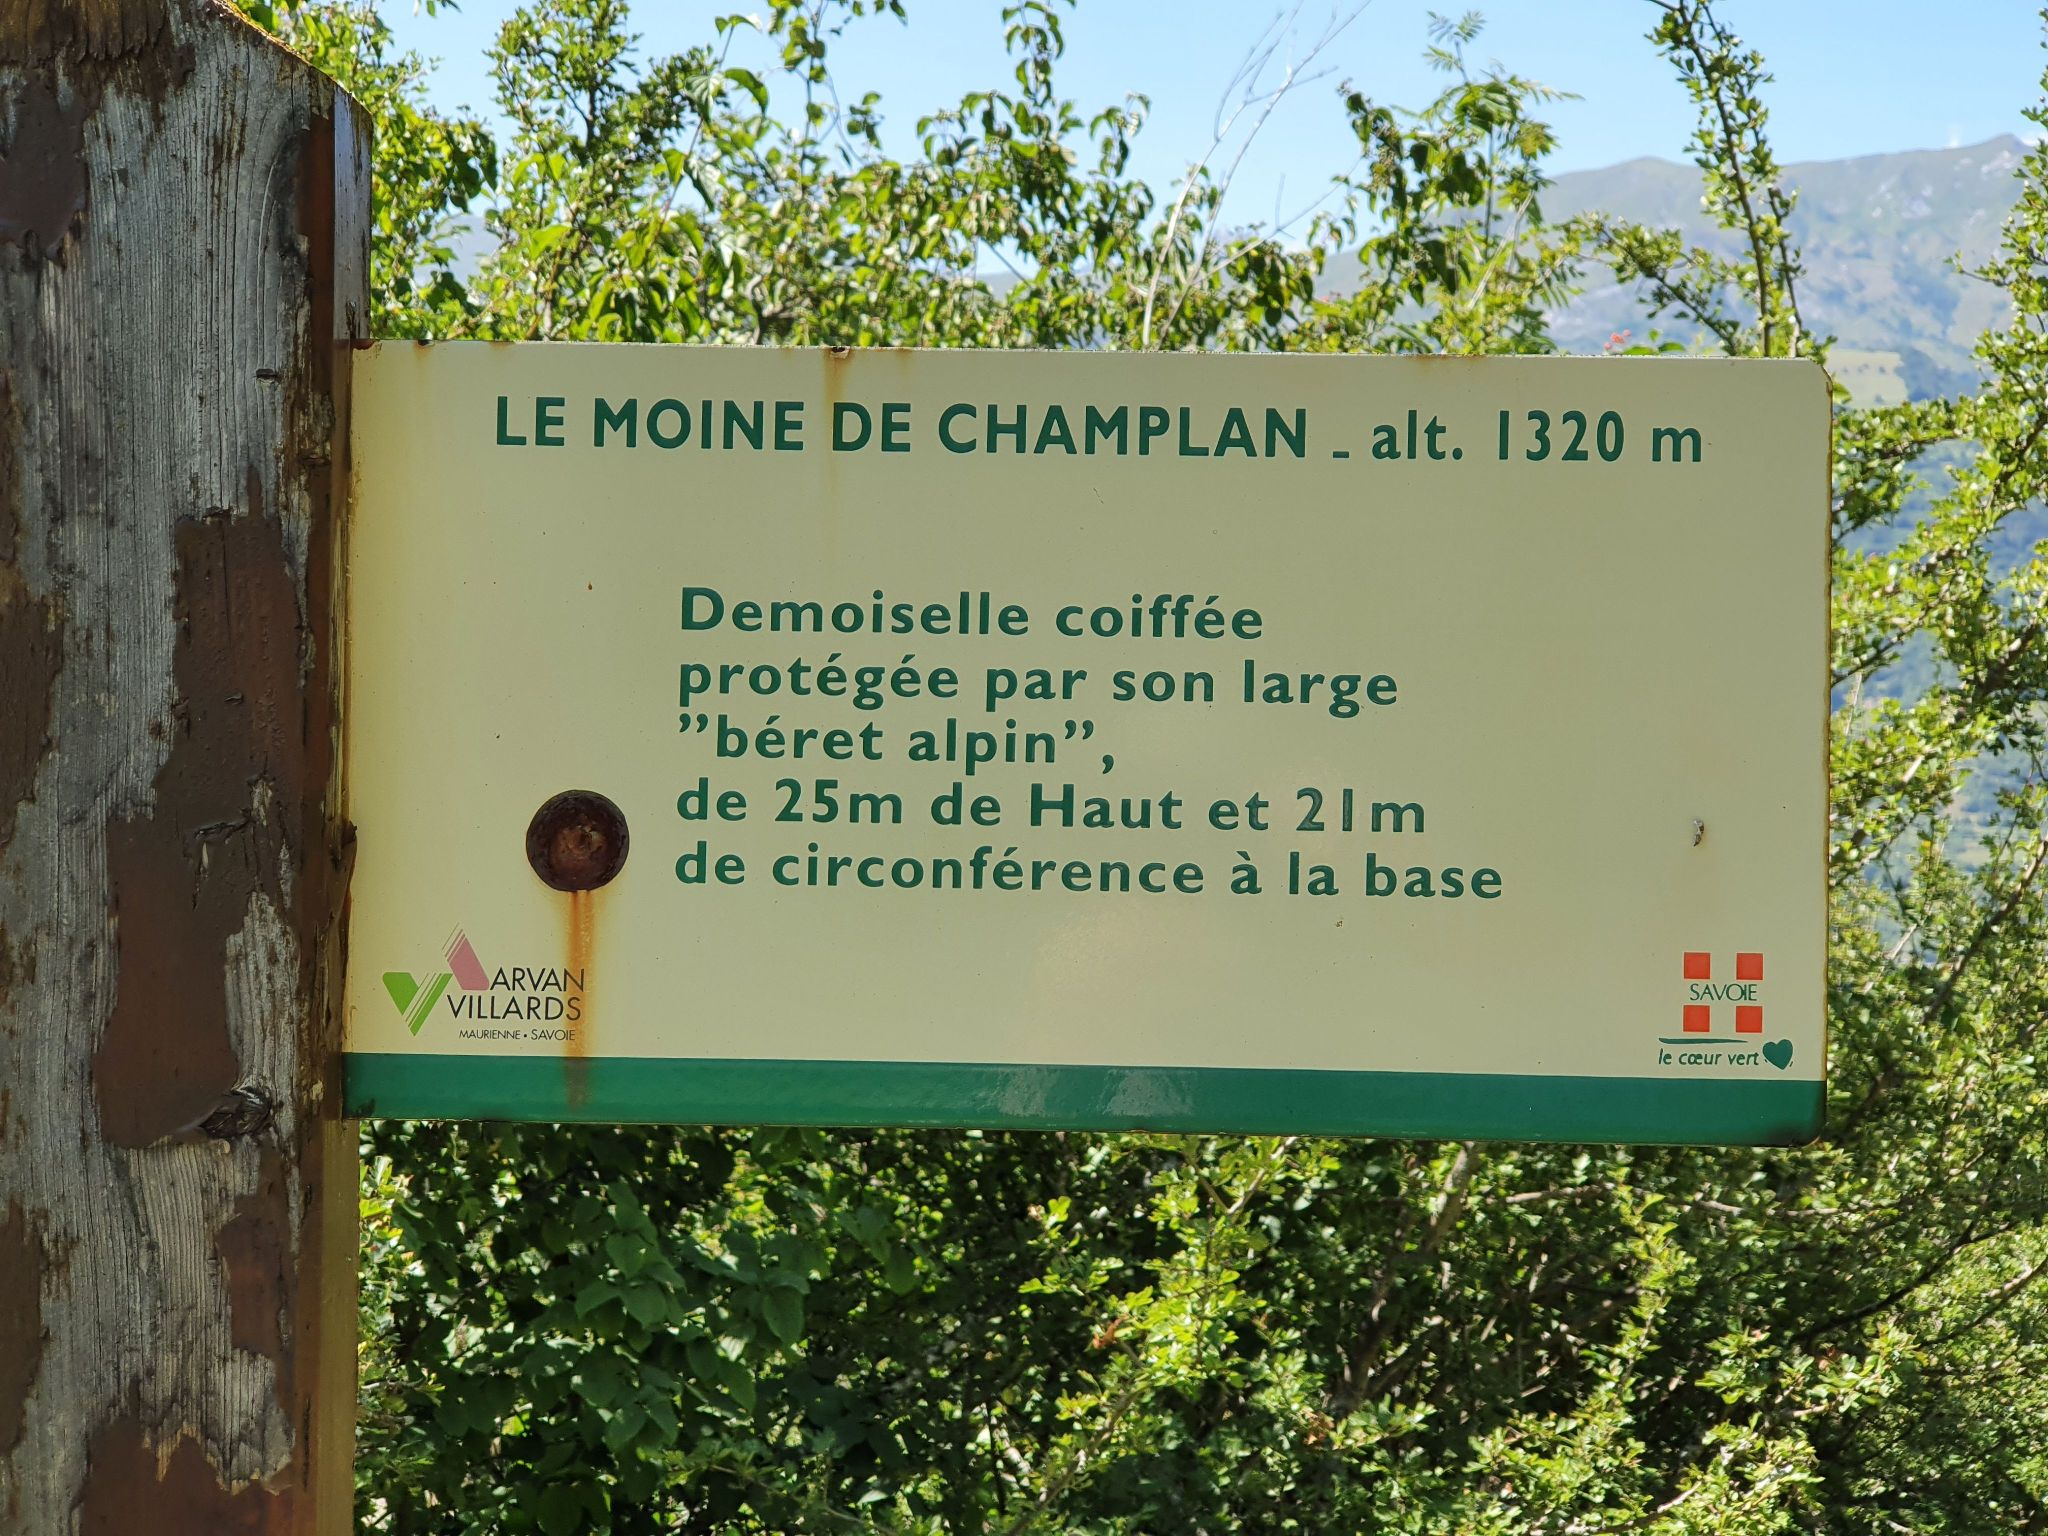 LE MOINE DE CHAMPLAN - alt. 1320 m
Demoiselle coiffée
protégée par son large
"béret alpin",
de 25m de Haut et 21m
de circonférence à la base
ARVAN
VILLARDS
MAURIENNE • SAVOIE
SAVOIE
le cœur vert